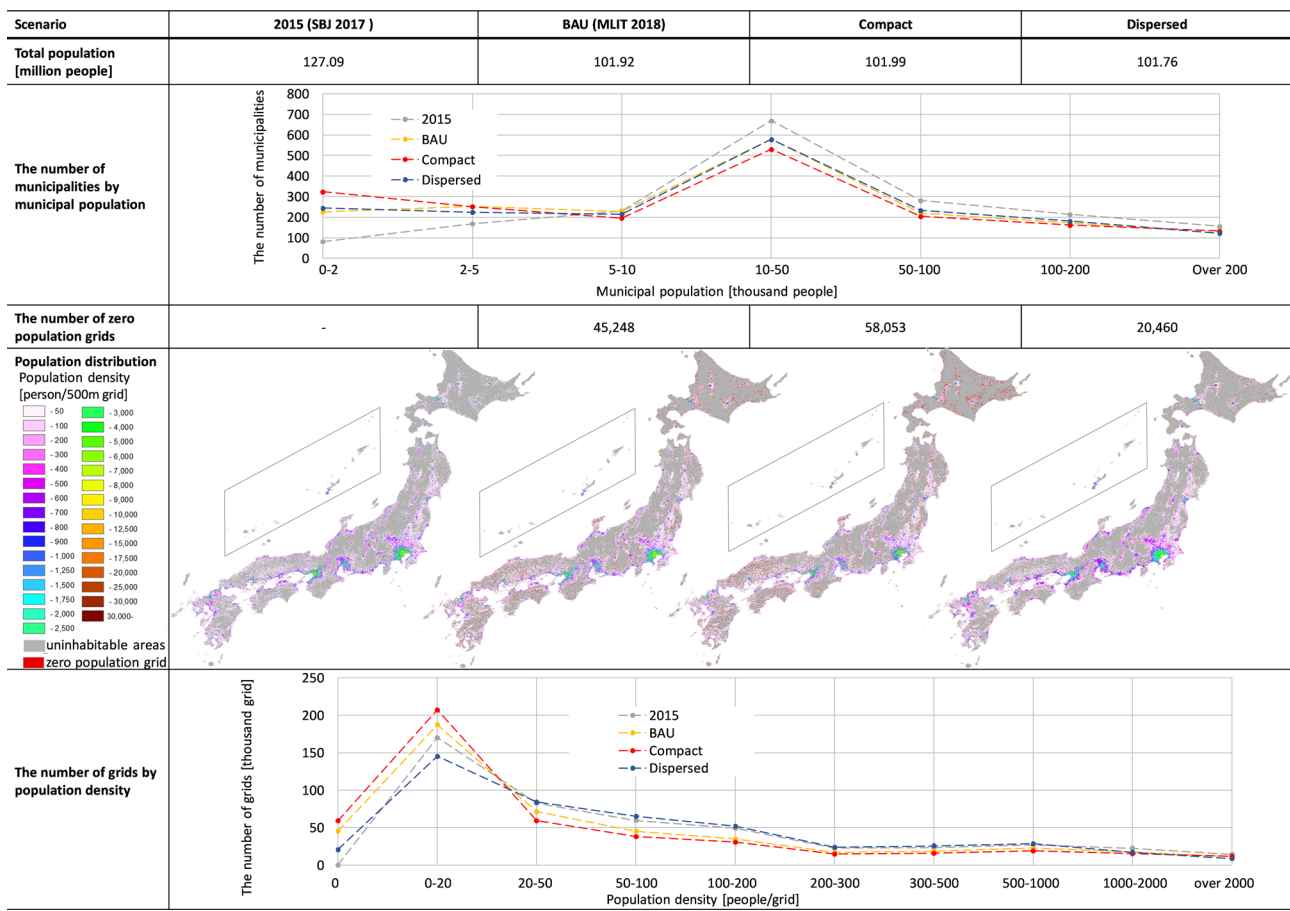 Scenario 2015 (SBJ 2017 ) BAU (MLIT 2018) Compact Dispersed
Total population
[million people]
127.09 101.92 101.99 101.76
The number of
municipalities by
municipal population
The number of municipalities
800
700
600
500
400
300
200
100
0
2015
BAU
Compact
Dispersed
0-2 2-5 5-10 10-50 50-100 100-200 Over 200
Municipal population [thousand people]
The number of zero
population grids
- 45,248 58,053 20,460
Population distribution
Population density
[person/500m grid]
- 50 - 3,000
- 100 - 4,000
- 200 - 5,000
- 300 - 6,000
- 400 - 7,000
- 500 - 8,000
- 600 - 9,000
- 700 - 10,000
- 800 - 12,500
- 900 - 15,000
- 1,000 - 17,500
- 1,250 - 20,000
- 1,500 - 25,000
- 1,750 - 30,000
- 2,000 30,000-
- 2,500
uninhabitable areas
zero population grid
The number of grids by
population density
The number of grids [thousand grid]
250
200
150
100
50
0
2015
BAU
Compact
Dispersed
0 0-20 20-50 50-100 100-200 200-300 300-500 500-1000 1000-2000 over 2000
Population density [people/grid]